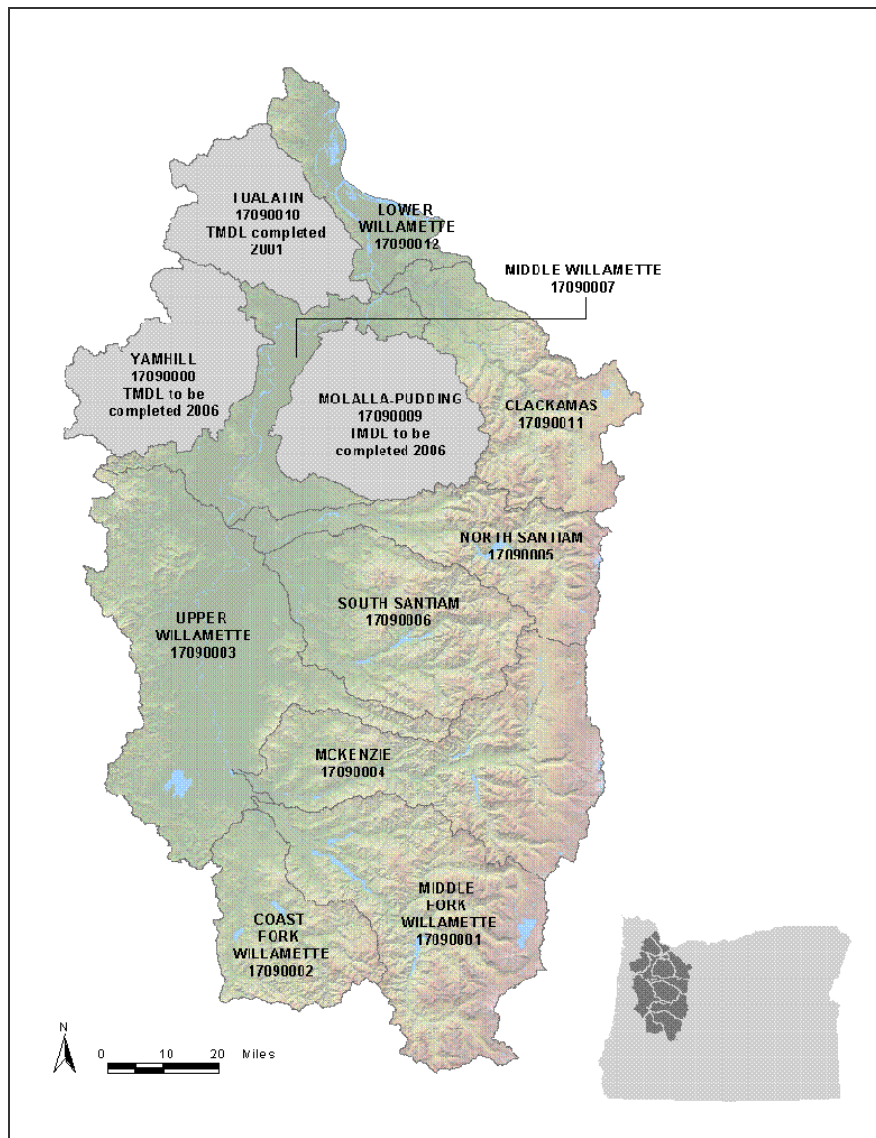 TUALATIN
17090010
TMDL completed
2001
LOWER
WILLAMETTE
17090012
MIDDLE WILLAMETTE
17090007
YAMHILL
17090000
TMDL to be
completed 2006
MOLALLA-PUDDING
17090009
TMDL to be
completed 2006
CLACKAMAS
17090011
NORTH SANTIAM
17090005
SOUTH SANTIAM
17090006
UPPER
WILLAMETTE
17090003
MCKENZIE
17090004
MIDDLE
FORK
WILLAMETTE
17090001
COAST
FORK
WILLAMETTE
17090002
N
0 10 20 Miles